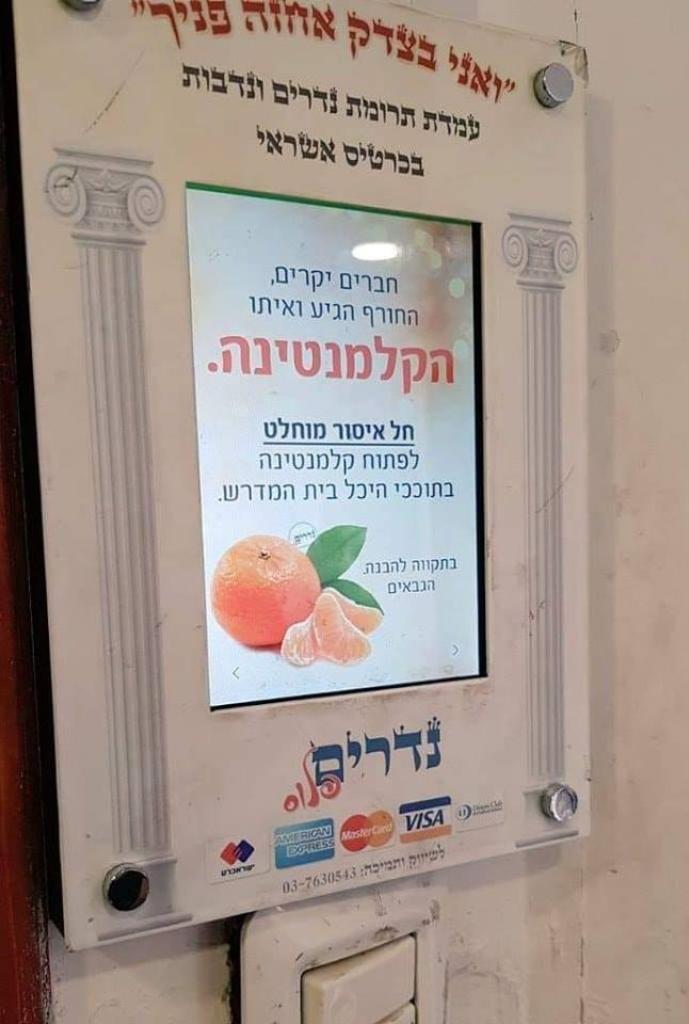 "ואני בצדק אחזה פניך"
עמדת תרומת נדרים ונדבות
בכרטיס אשראי
חברים יקרים,
החורף הגיע ואיתו
הקלמנטינה.
חל איסור מוחלט
לפתוח קלמנטינה
בתוככי היכל בית המדרש.
נדרים
בתקווה להבנה.
הגבאים
נדרים
פלוס
ישראכרט
AMERICAN EXPRESS
MasterCard
VISA
Diners Club
לשיווק ותמיכה: 03-7630543